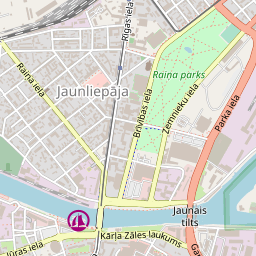 Rīgas iela
Raiņa parks
Raiņa iela
Jaunliepāja
Brīvības iela
Zemnieku iela
Parka iela
Jaunais
tilts
Kārļa Zāles laukums
Jūras iela
Ga